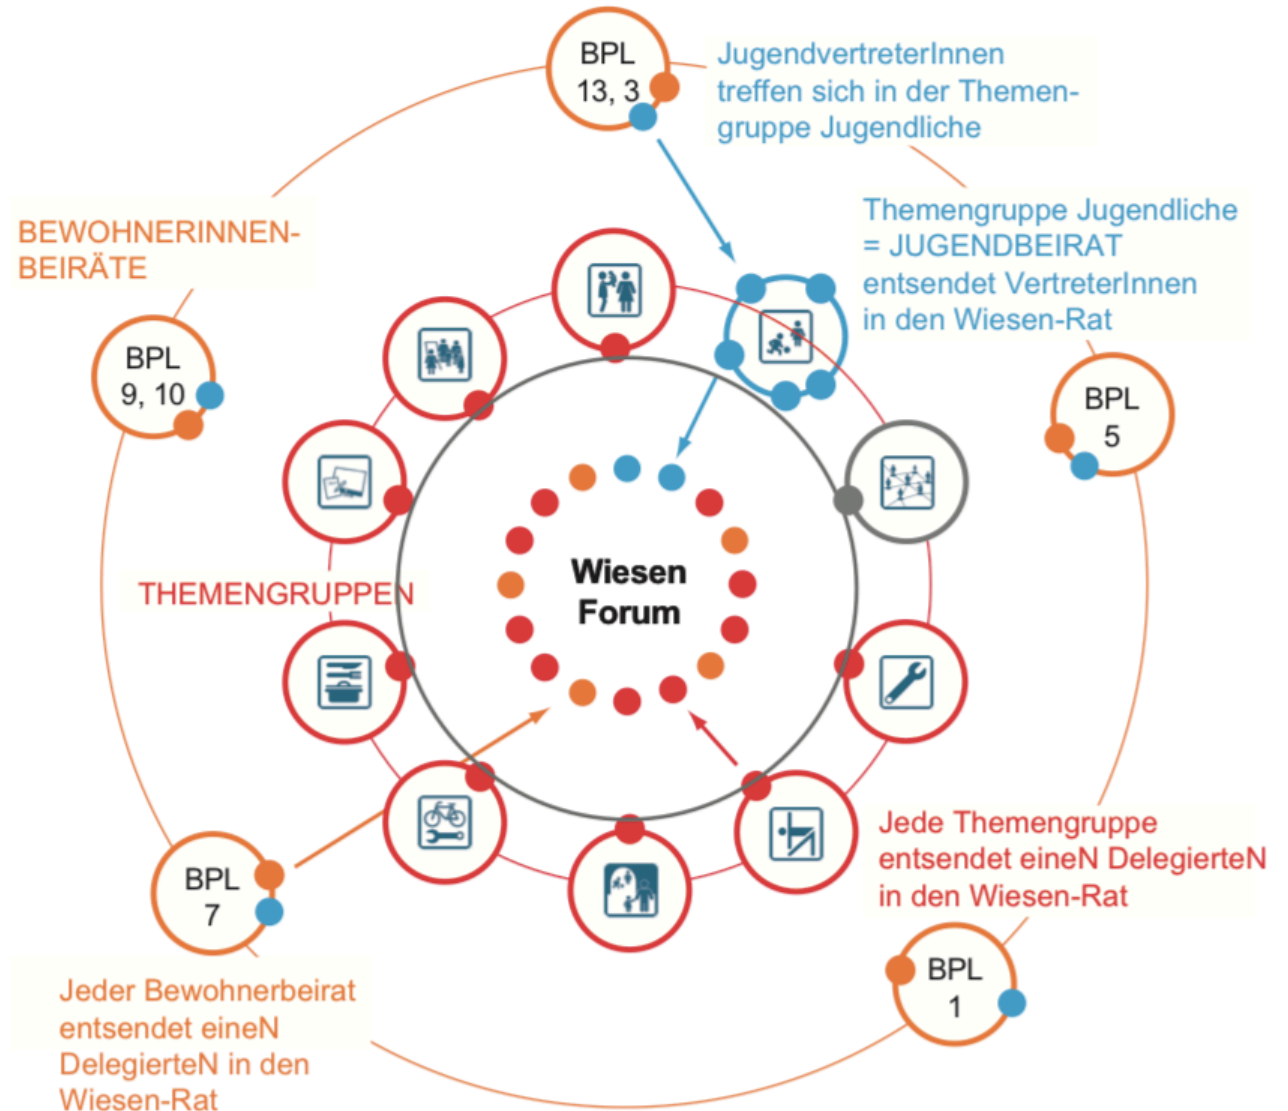 BPL
13, 3
JugendvertreterInnen
treffen sich in der Themen-
gruppe Jugendliche
Themengruppe Jugendliche
= JUGENDBEIRAT
entsendet VertreterInnen
in den Wiesen-Rat
BEWOHNERINNEN-
BEIRÄTE
BPL
9, 10
BPL
5
Wiesen
Forum
THEMENGRUPPEN
Jede Themengruppe
entsendet eineN DelegierteN
in den Wiesen-Rat
BPL
7
BPL
1
Jeder Bewohnerbeirat
entsendet eineN
DelegierteN in den
Wiesen-Rat